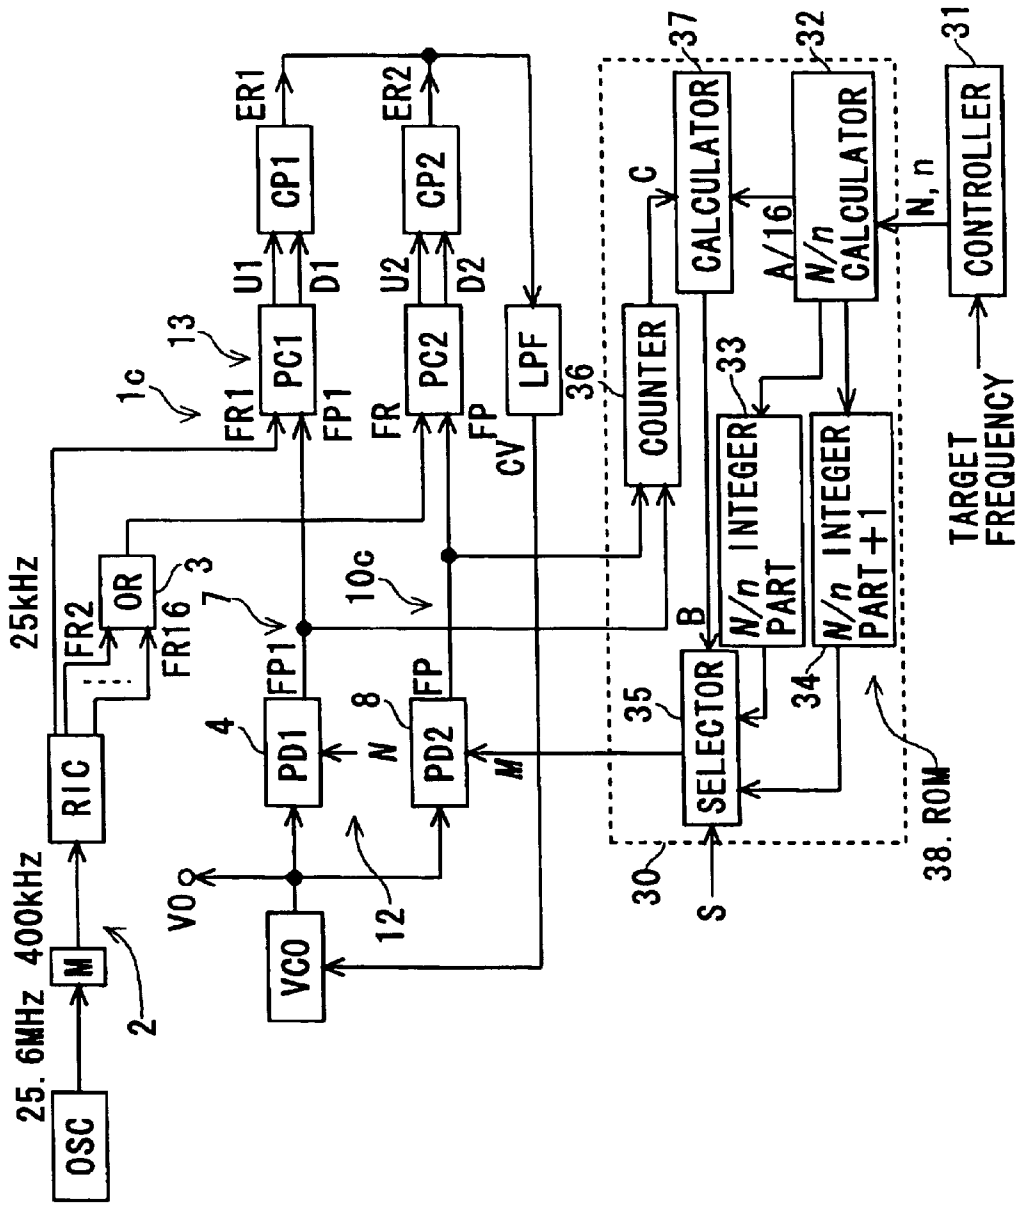 25.6MHz
400kHz
25kHz
OSC
M
RIC
2
FR2
FR16
OR
3
1c
13
VO
VCO
12
4
PD1
N
FP1
7
FR1
FP1
PC1
U1
D1
CP1
ER1
8
PD2
M
FP
10c
FR
FP
PC2
U2
D2
CP2
ER2
CV
LPF
30
S
35
SELECTOR
B
36
COUNTER
C
37
CALCULATOR
A/16
33
N/n INTEGER
PART
34
N/n INTEGER
PART+1
32
N/n
CALCULATOR
38. ROM
N, n
31
CONTROLLER
TARGET
FREQUENCY